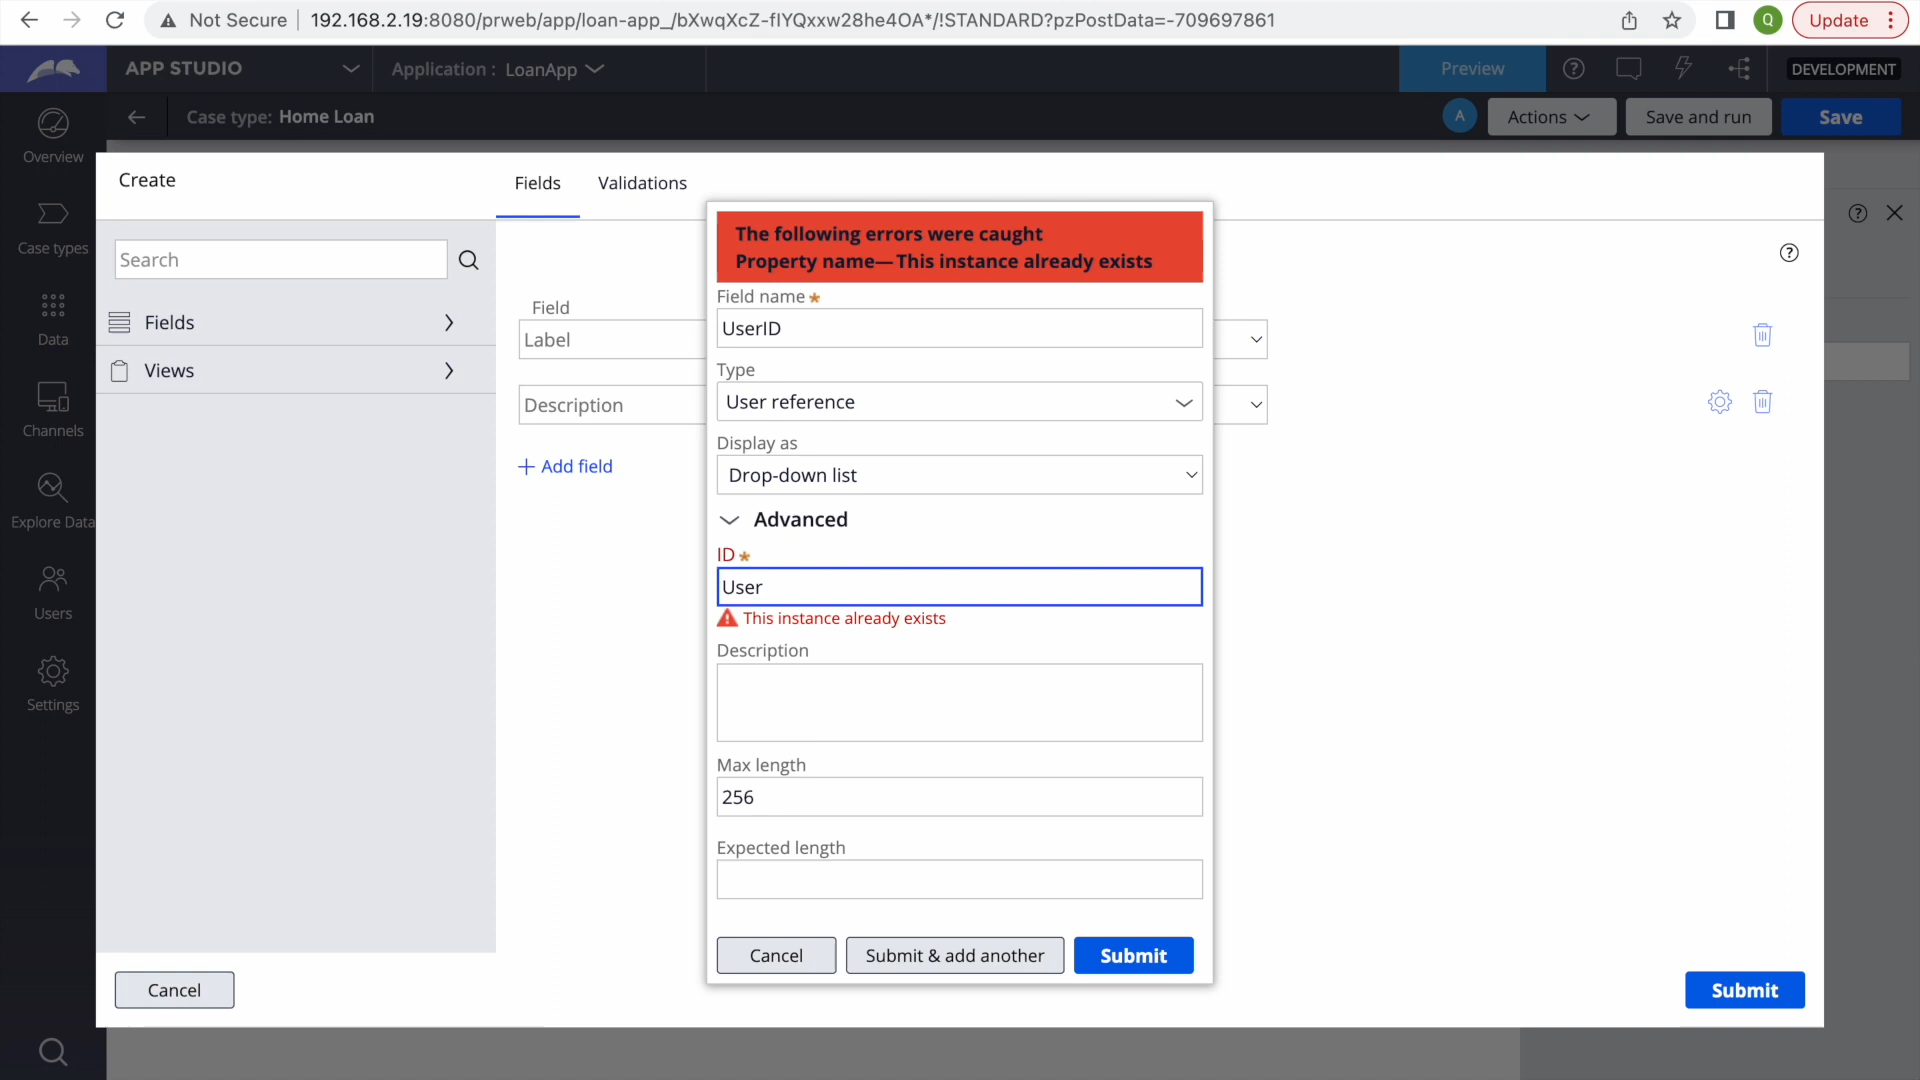 Not Secure
192.168.2.19:8080/prweb/app/loan-app_/bXwqXcZ-flYQxxw28he4OA*/!STANDARD?pzPostData=-709697861
Q
Update
APP STUDIO
Application : LoanApp
Preview
DEVELOPMENT
Case type: Home Loan
A
Actions
Save and run
Save
Overview
Case types
Data
Channels
Explore Data
Users
Settings
Create
Fields
Validations
Search
Fields
Views
Field
Label
Description
+ Add field
The following errors were caught
Property name— This instance already exists
Field name *
UserID
Type
User reference
Display as
Drop-down list
Advanced
ID *
User
This instance already exists
Description
Max length
256
Expected length
Cancel
Submit & add another
Submit
Cancel
Submit